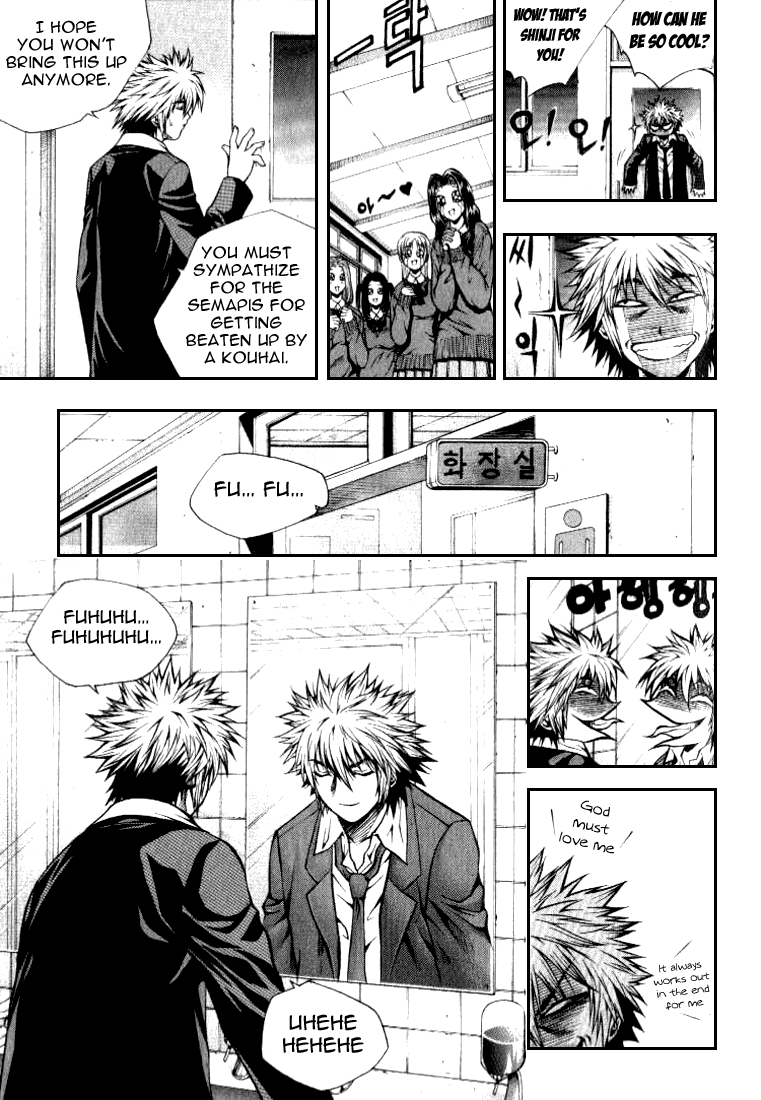 I HOPE
YOU WON'T
BRING THIS UP
ANYMORE.
YOU MUST
SYMPATHIZE
FOR THE
SEMAPIS FOR
GETTING
BEATEN UP BY
A KOUHAI.
탁
아~♥
WOW! THAT'S
SHINJI FOR
YOU!
HOW CAN HE
BE SO COOL?
오! 오!
씨
익
FU... FU...
화장실
FUHUHU...
FUHUHUHU...
UHEHE
HEHEHE
아헹헹
God
must
love me
It always
works out
in the end
for me